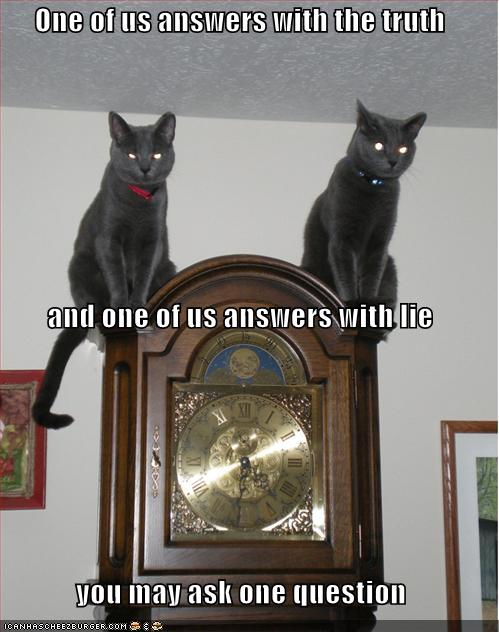 One of us answers with the truth
and one of us answers with lie
XII
you may ask one question
ICANHASCHEEZBURGER.COM